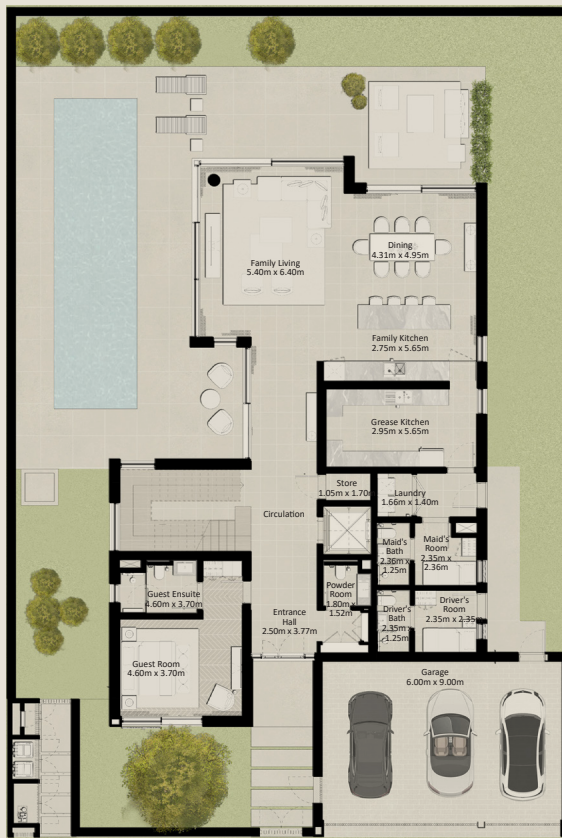 Family Living
5.40m x 6.40m
Dining
4.31m x 4.95m
Family Kitchen
2.75m x 5.65m
Grease Kitchen
2.95m x 5.65m
Store
1.05m x 1.70m
Laundry
1.66m x 1.40m
Circulation
Maid's
Bath
2.36m x
1.25m
Maid's
Room
2.35m x
2.36m
Guest Ensuite
4.60m x 3.70m
Powder
Room
1.80m x
1.52m
Driver's
Bath
2.35m x
1.25m
Driver's
Room
2.35m x 2.35
Entrance
Hall
2.50m x 3.77m
Guest Room
4.60m x 3.70m
Garage
6.00m x 9.00m